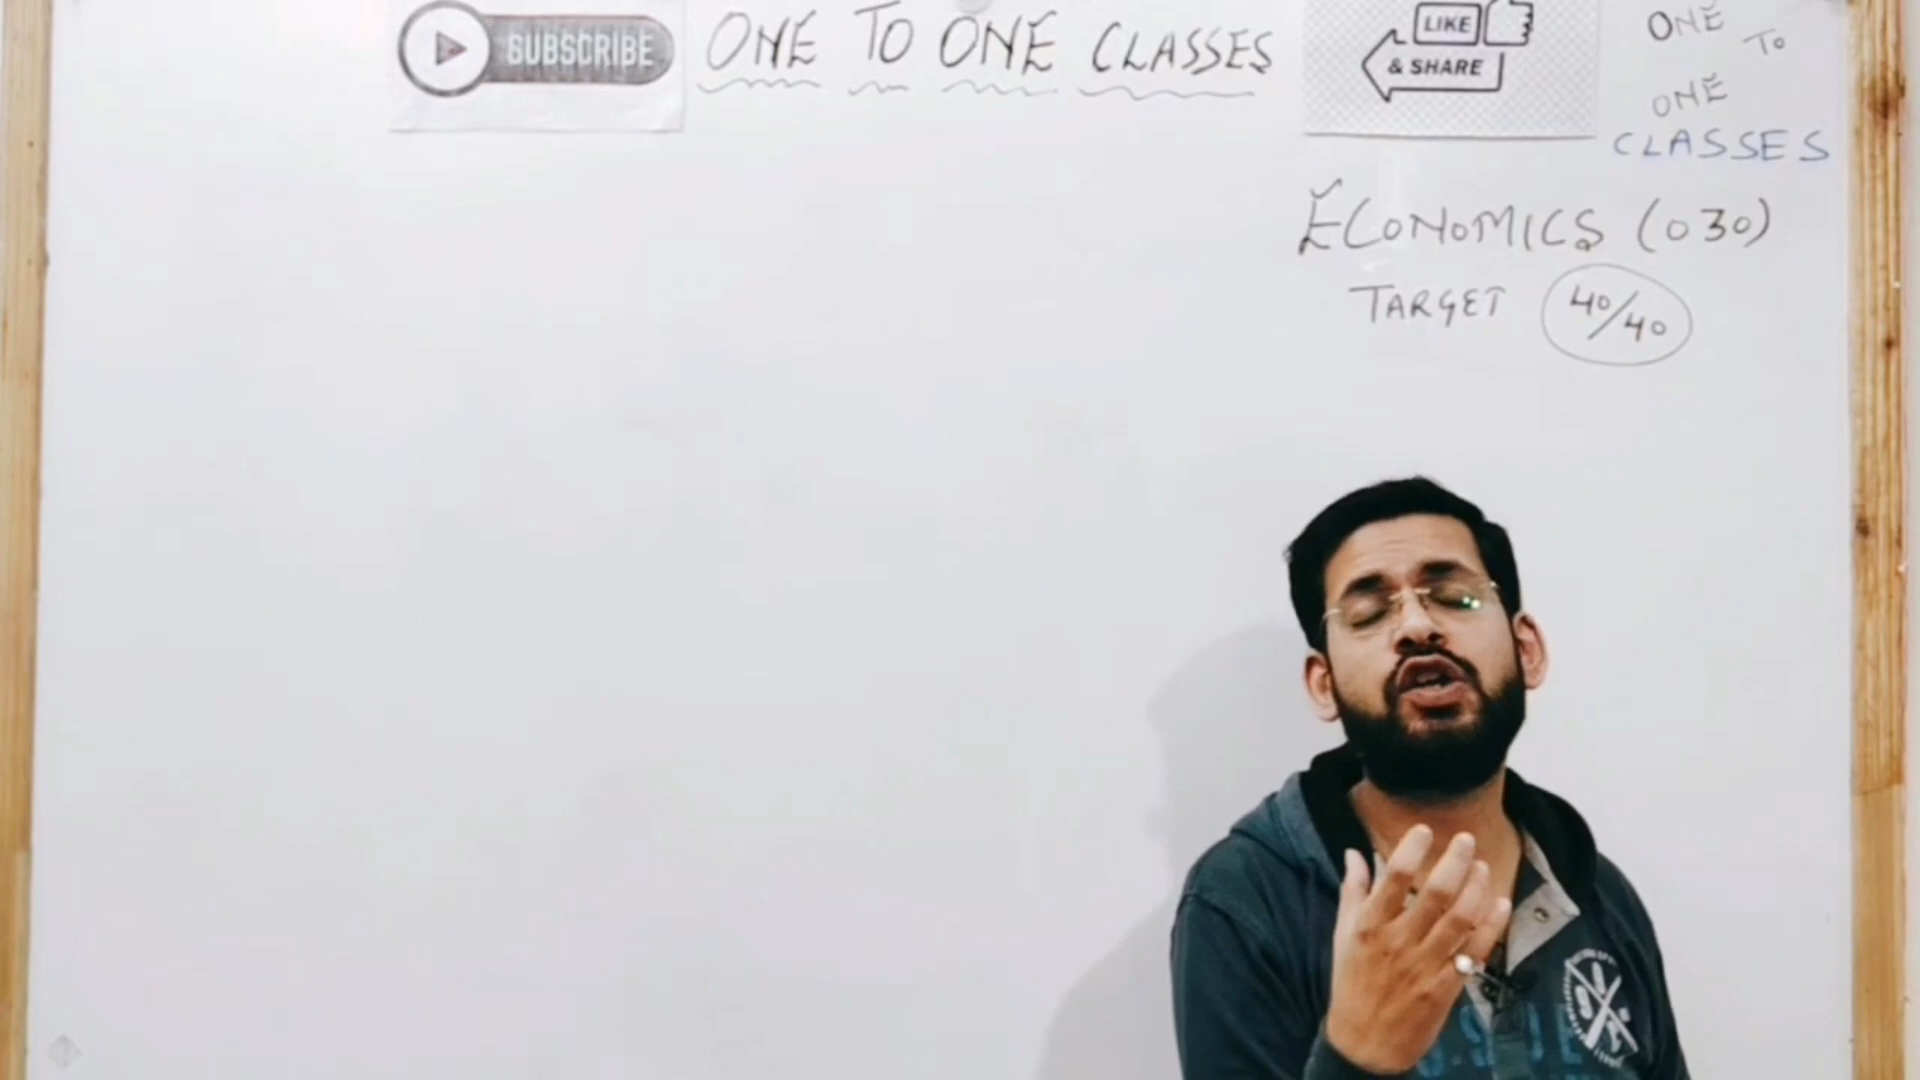 SUBSCRIBE
ONE TO ONE CLASSES
LIKE
& SHARE
ONE
TO
ONE
CLASSES
ECONOMICS (030)
TARGET 40/40